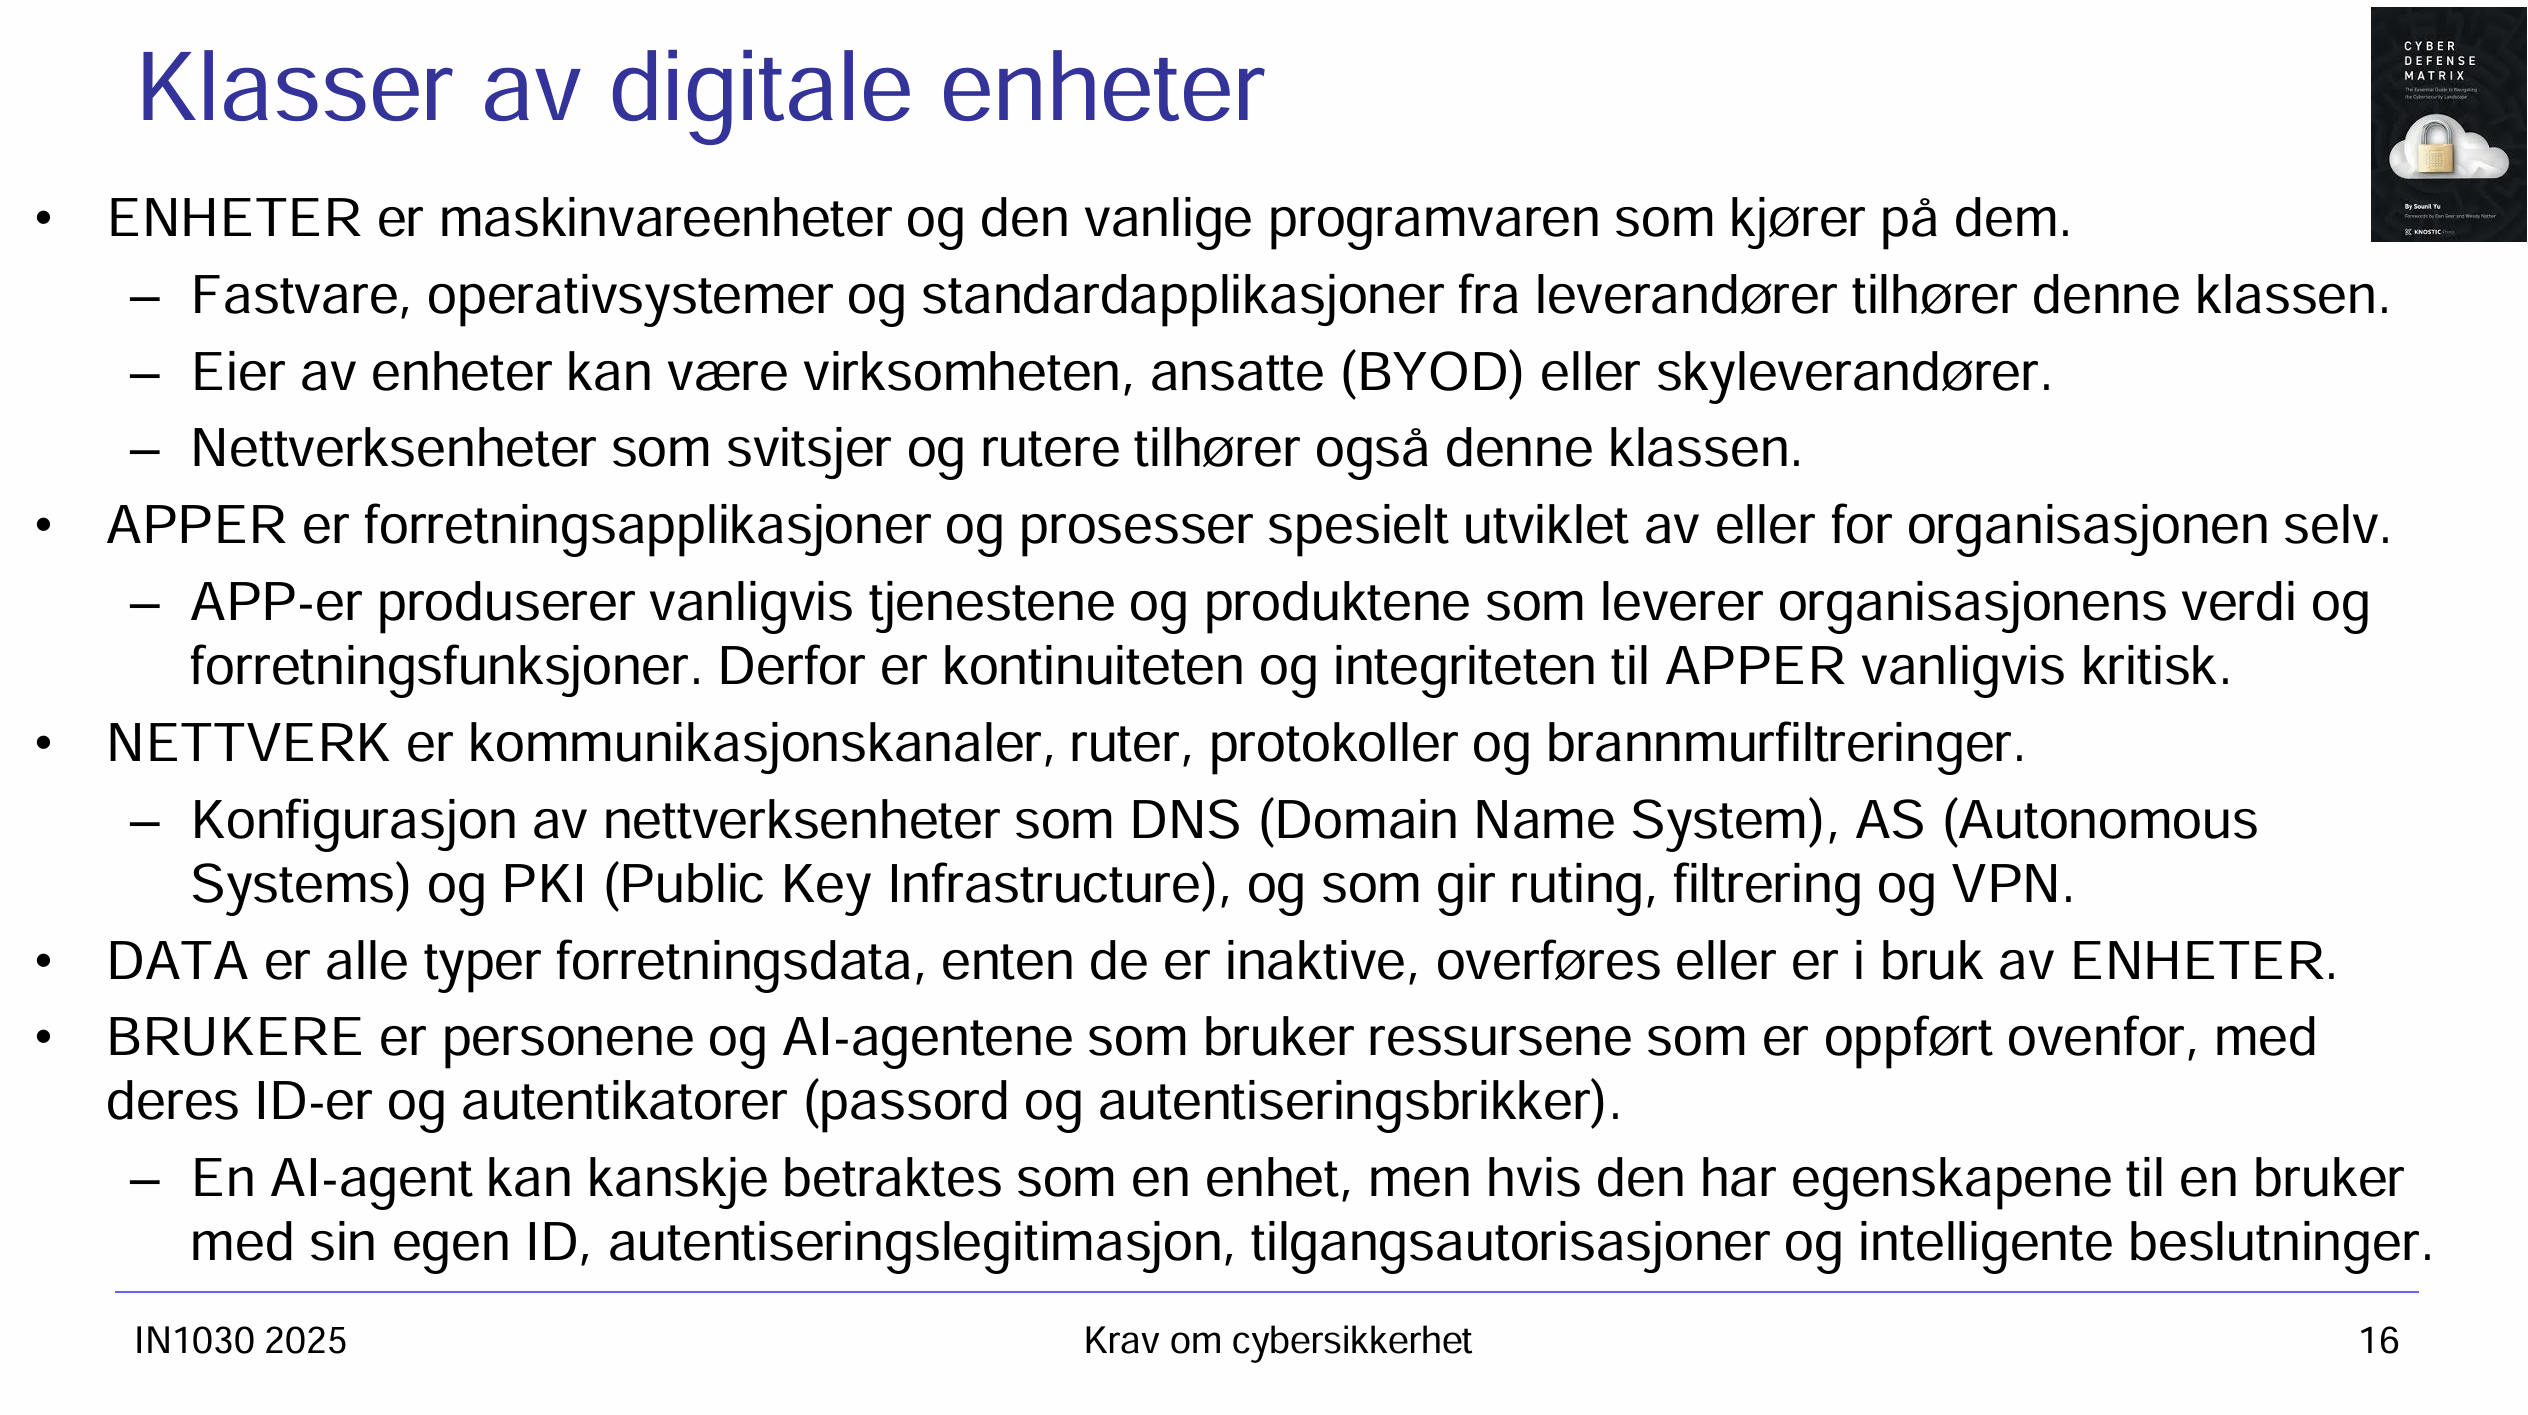 Klasser av digitale enheter
CYBER
DEFENSE
MATRIX
The Essential Guide to Navigating
the Cybersecurity Landscape
By Sounil Yu
Forewords by Dan Geer and Wendy Nather
KNOSTIC Press
• ENHETER er maskinvareenheter og den vanlige programvaren som kjører på dem.
– Fastvare, operativsystemer og standardapplikasjoner fra leverandører tilhører denne klassen.
– Eier av enheter kan være virksomheten, ansatte (BYOD) eller skyleverandører.
– Nettverksenheter som svitsjer og rutere tilhører også denne klassen.
• APPER er forretningsapplikasjoner og prosesser spesielt utviklet av eller for organisasjonen selv.
– APP-er produserer vanligvis tjenestene og produktene som leverer organisasjonens verdi og
forretningsfunksjoner. Derfor er kontinuiteten og integriteten til APPER vanligvis kritisk.
• NETTVERK er kommunikasjonskanaler, ruter, protokoller og brannmurfiltreringer.
– Konfigurasjon av nettverksenheter som DNS (Domain Name System), AS (Autonomous
Systems) og PKI (Public Key Infrastructure), og som gir ruting, filtrering og VPN.
• DATA er alle typer forretningsdata, enten de er inaktive, overføres eller er i bruk av ENHETER.
• BRUKERE er personene og AI-agentene som bruker ressursene som er oppført ovenfor, med
deres ID-er og autentikatorer (passord og autentiseringsbrikker).
– En AI-agent kan kanskje betraktes som en enhet, men hvis den har egenskapene til en bruker
med sin egen ID, autentiseringslegitimasjon, tilgangsautorisasjoner og intelligente beslutninger.
IN1030 2025
Krav om cybersikkerhet
16